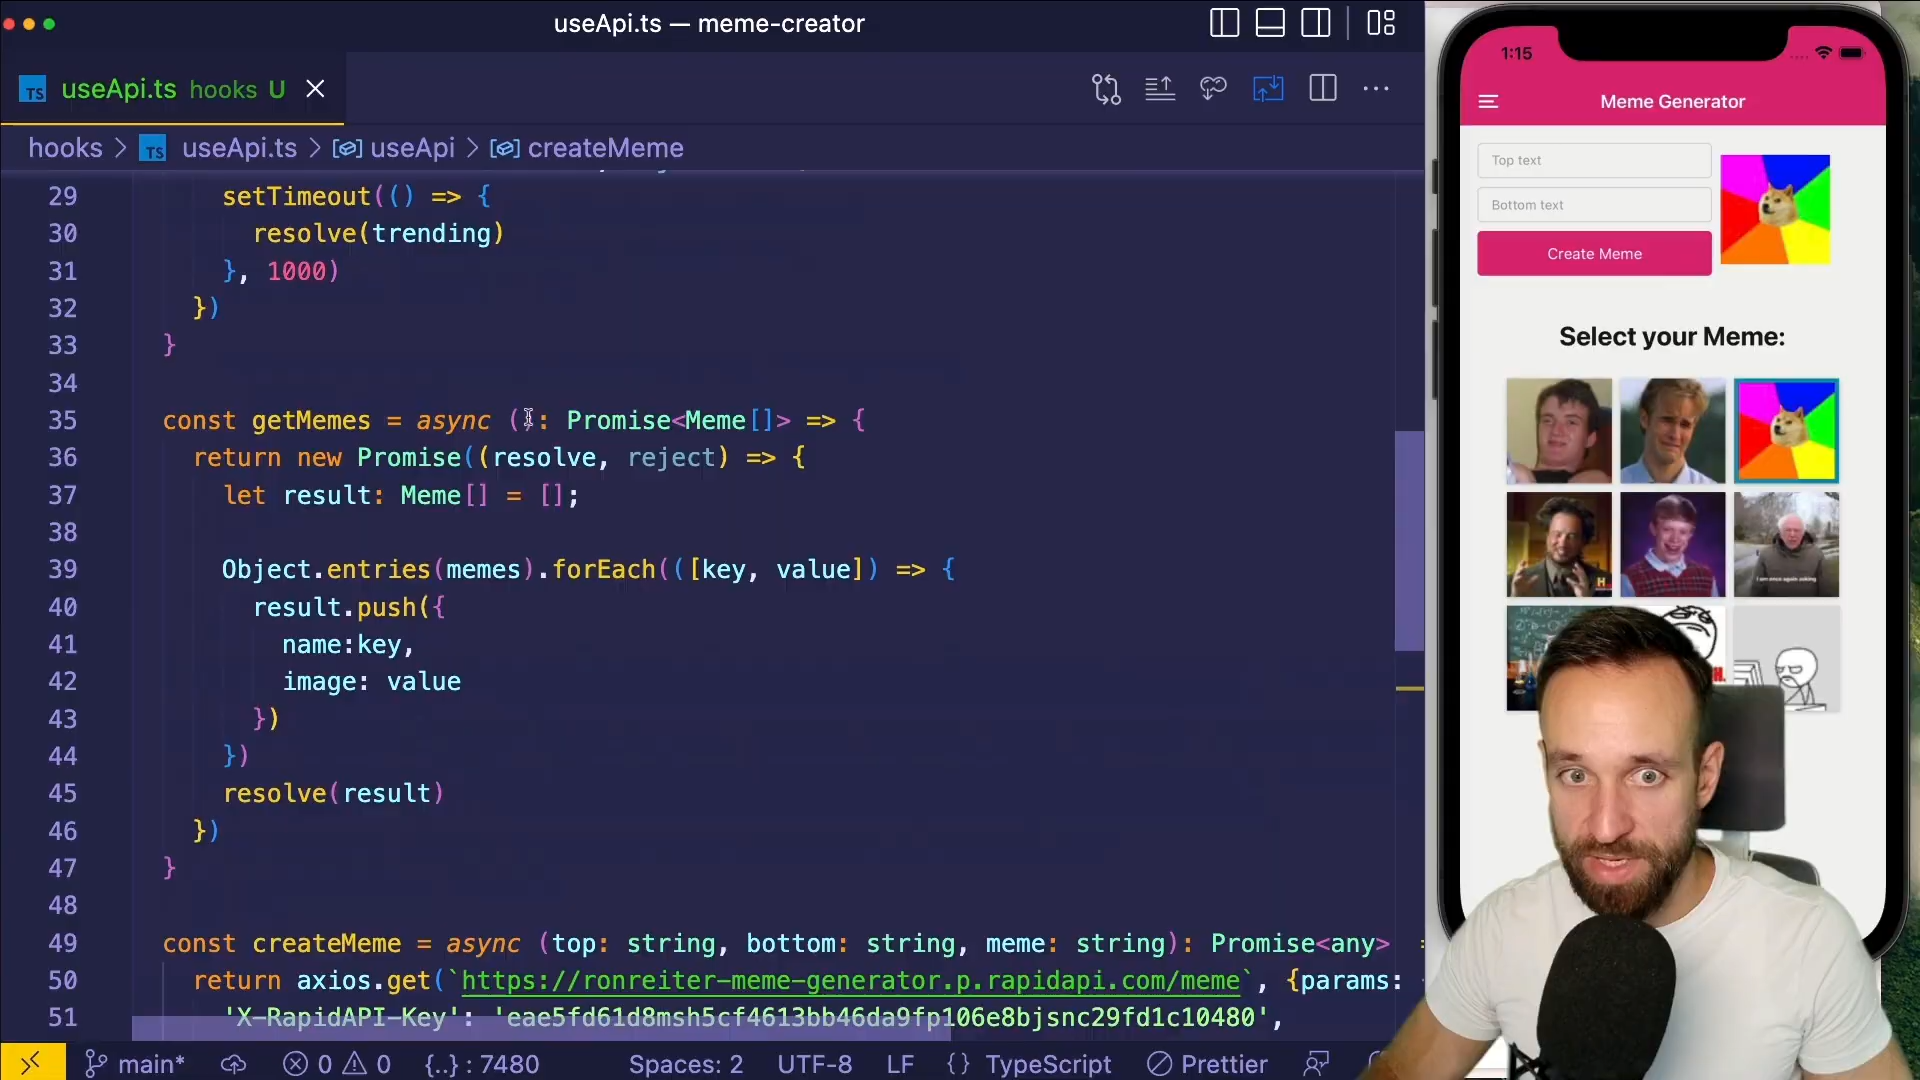 useApi.ts — meme-creator
TS useApi.ts hooks U
hooks > TS useApi.ts > useApi > createMeme
29 setTimeout(() => {
30 resolve(trending)
31 }, 1000)
32 })
33 }
34
35 const getMemes = async (): Promise<Meme[]> => {
36 return new Promise((resolve, reject) => {
37 let result: Meme[] = [];
38
39 Object.entries(memes).forEach(([key, value]) => {
40 result.push({
41 name:key,
42 image: value
43 })
44 })
45 resolve(result)
46 })
47 }
48
49 const createMeme = async (top: string, bottom: string, meme: string): Promise<any>
50 return axios.get(`https://ronreiter-meme-generator.p.rapidapi.com/meme`, {params:
51 'X-RapidAPI-Key': 'eae5fd61d8msh5cf4613bb46da9fp106e8bjsnc29fd1c10480',
main* 0 0 {..} : 7480 Spaces: 2 UTF-8 LF {} TypeScript Prettier
1:15
Meme Generator
Top text
Bottom text
Create Meme
Select your Meme:
H
I am once again asking